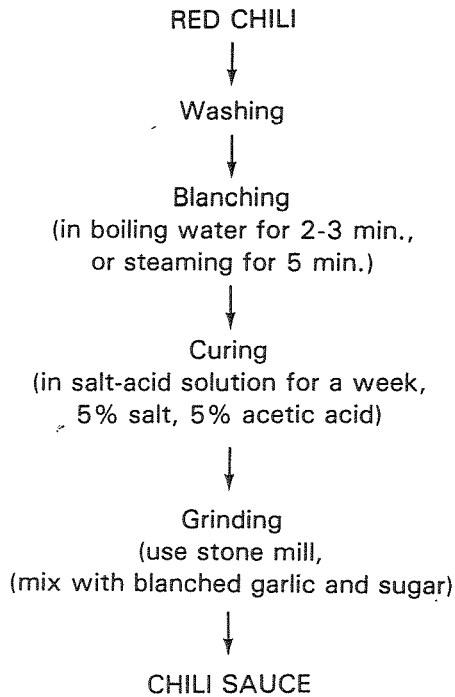 RED CHILI
Washing
Blanching
(in boiling water for 2-3 min.,
or steaming for 5 min.)
Curing
(in salt-acid solution for a week,
5% salt, 5% acetic acid)
Grinding
(use stone mill,
(mix with blanched garlic and sugar)
CHILI SAUCE